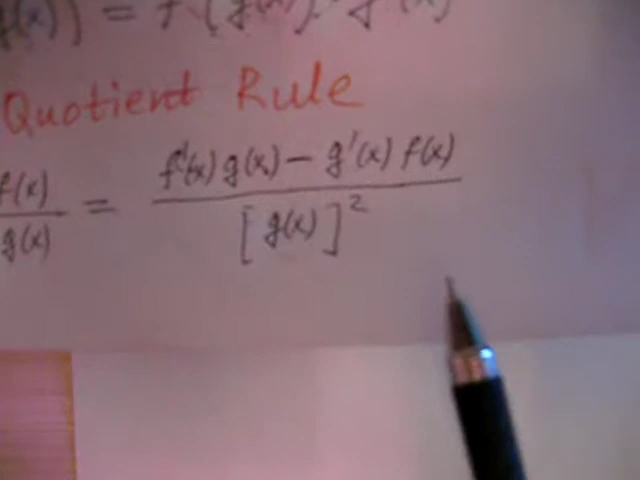 g(x)) = f'(g(x)). g'(x)
Quotient Rule
f(x)/g(x) = f'(x) g(x) - g'(x) f(x) / [g(x)]²